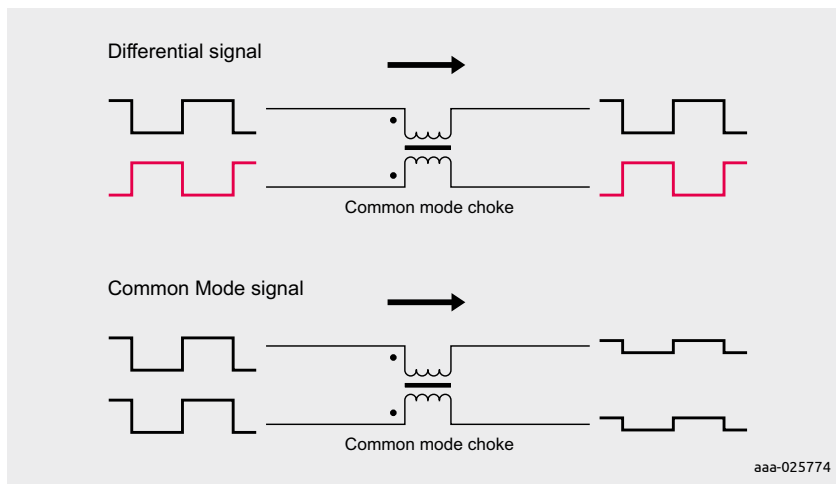 Differential signal
Common mode choke
Common Mode signal
Common mode choke
aaa-025774